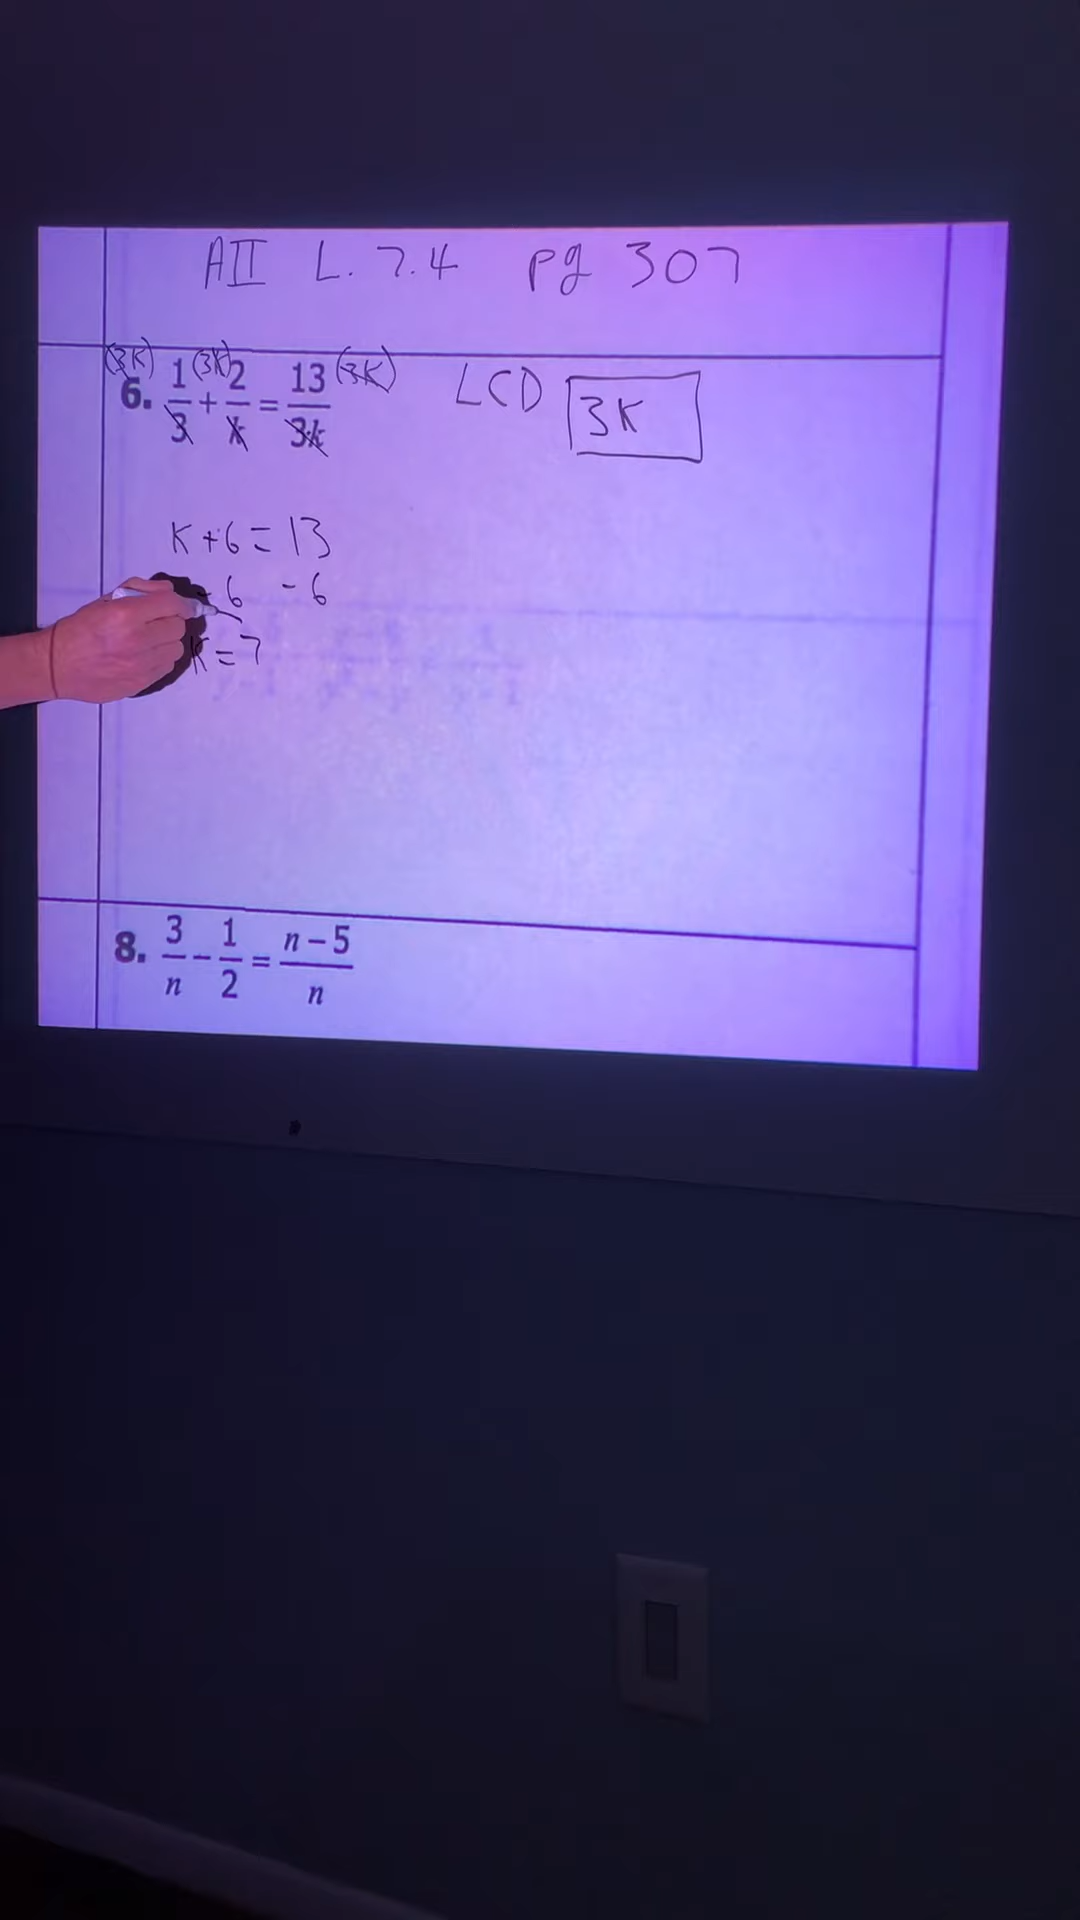 AII L. 7.4 pg 307
6. (3K) 1/3 + (3K) 2/k = 13/3k (3K) LCD 3K
K+6=13
-6 -6
K=7
8. 3/n - 1/2 = n-5/n